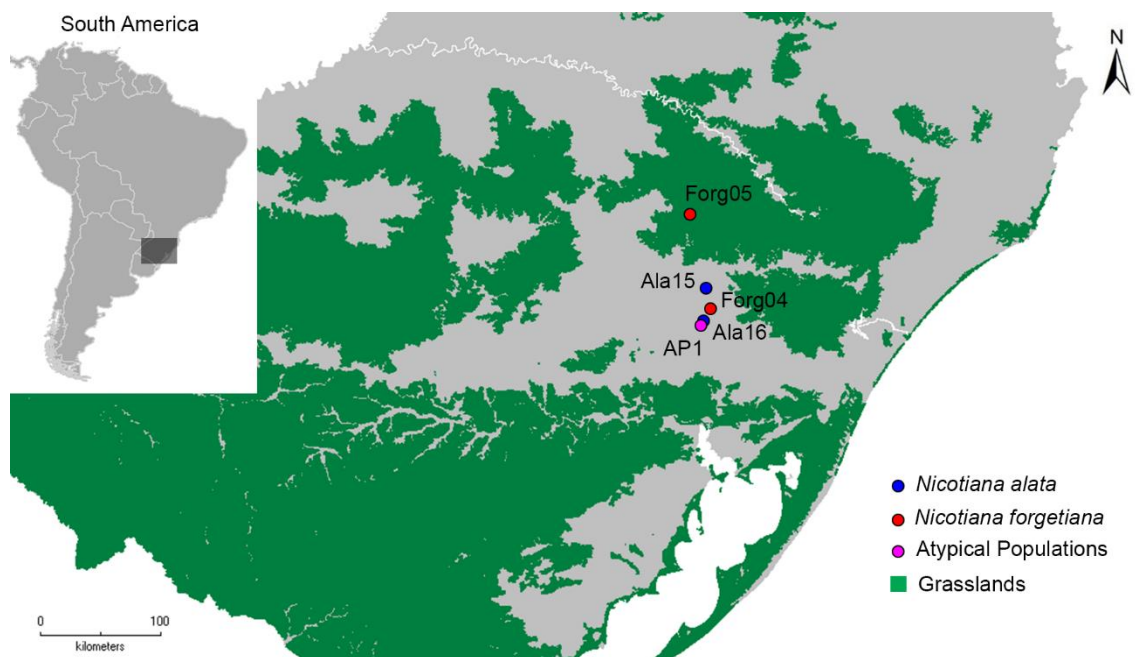 South America
N
Forg05
Ala15
Forg04
Ala16
AP1
Nicotiana alata
Nicotiana forgetiana
Atypical Populations
Grasslands
0 100
kilometers